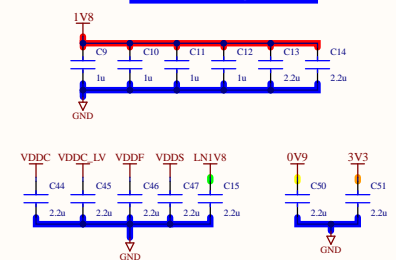 1V8
C9 C10 C11 C12 C13 C14
1u 1u 1u 1u 2.2u 2.2u
GND
VDDC VDDC_LV VDDF VDDS LN1V8 0V9 3V3
C44 C45 C46 C47 C15 C50 C51
2.2u 2.2u 2.2u 2.2u 2.2u 2.2u 2.2u
GND GND